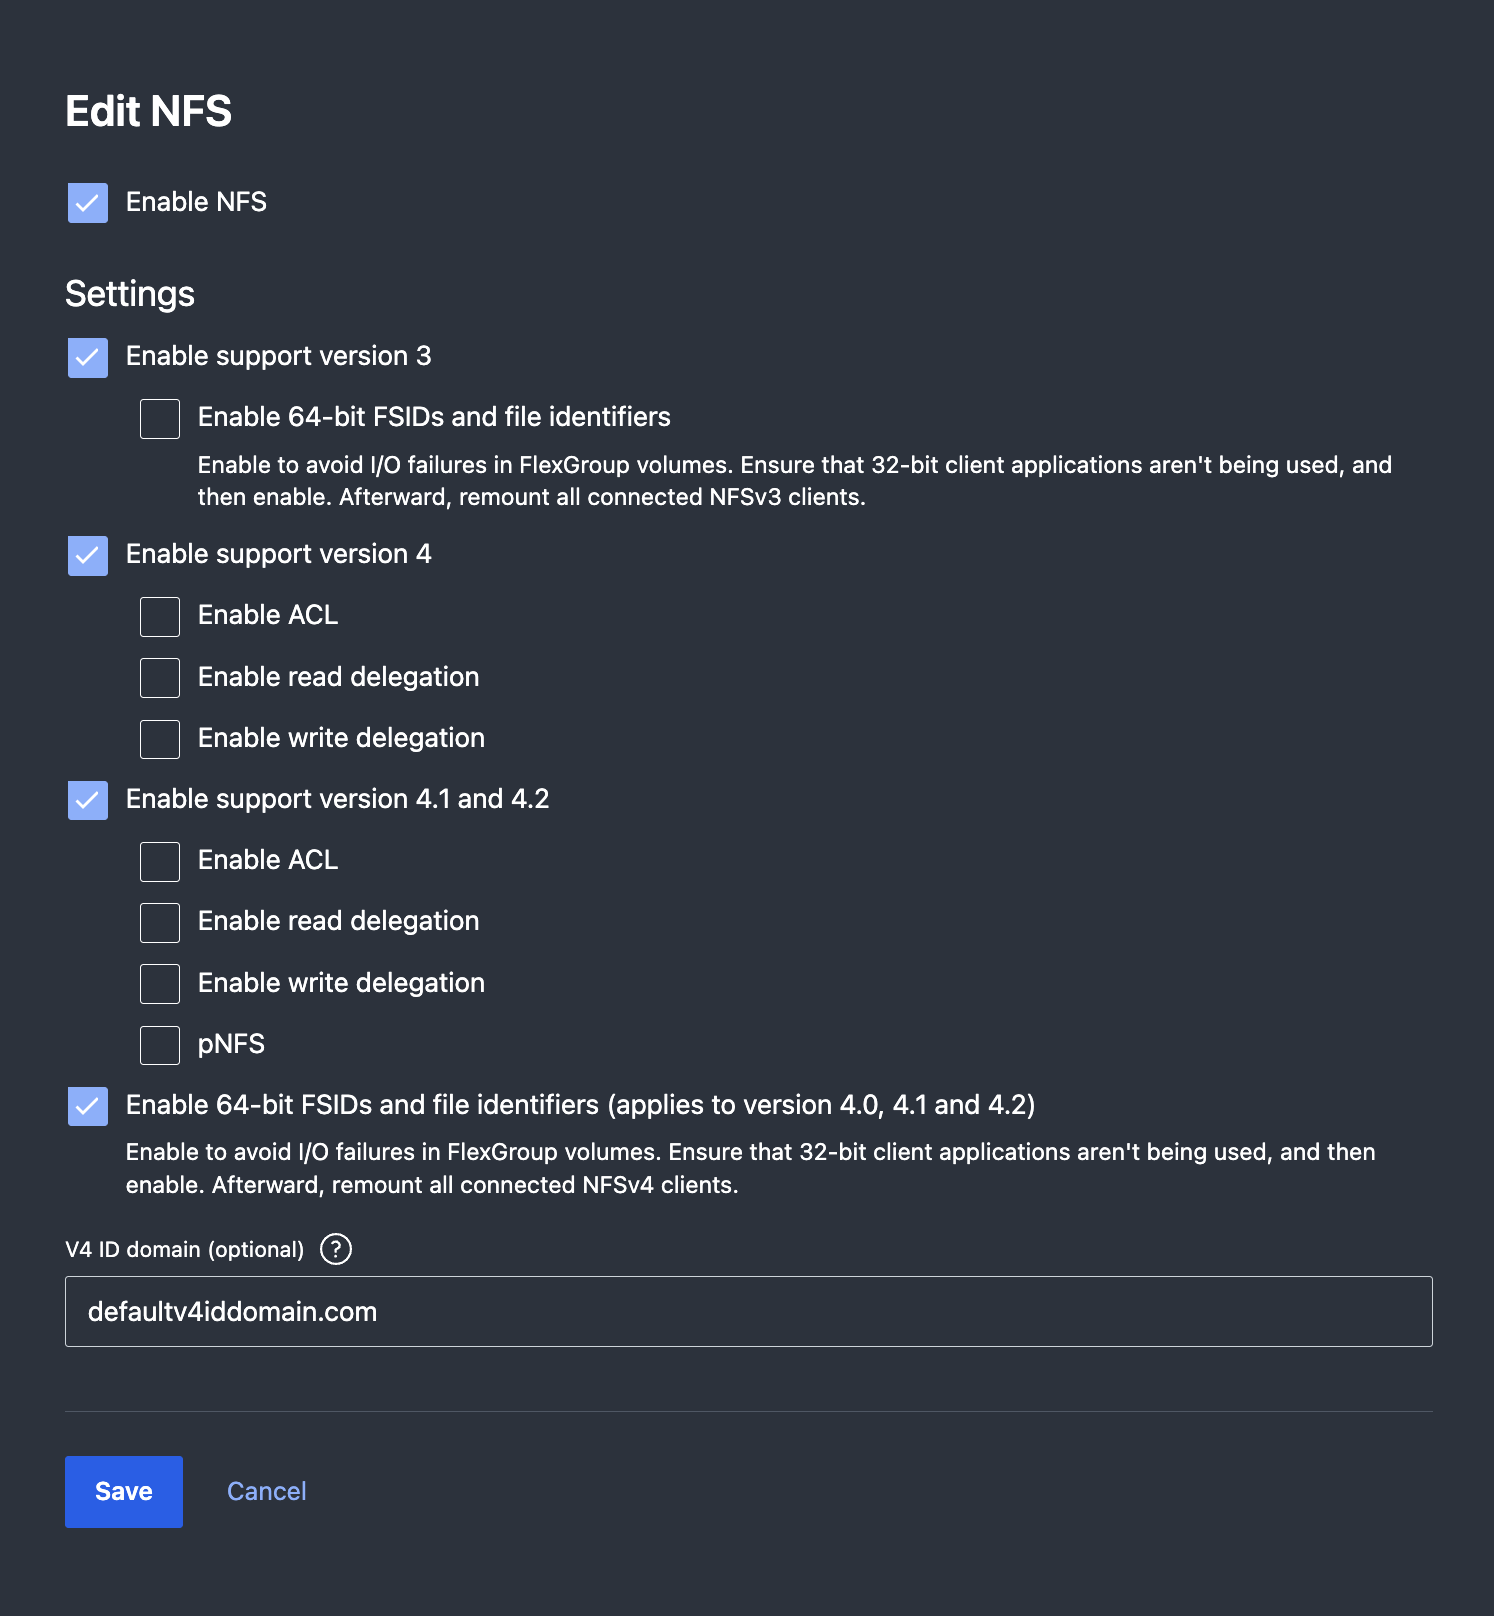 Edit NFS
Enable NFS
Settings
Enable support version 3
Enable 64-bit FSIDs and file identifiers
Enable to avoid I/O failures in FlexGroup volumes. Ensure that 32-bit client applications aren't being used, and
then enable. Afterward, remount all connected NFSv3 clients.
Enable support version 4
Enable ACL
Enable read delegation
Enable write delegation
Enable support version 4.1 and 4.2
Enable ACL
Enable read delegation
Enable write delegation
pNFS
Enable 64-bit FSIDs and file identifiers (applies to version 4.0, 4.1 and 4.2)
Enable to avoid I/O failures in FlexGroup volumes. Ensure that 32-bit client applications aren't being used, and then
enable. Afterward, remount all connected NFSv4 clients.
V4 ID domain (optional) ?
defaultv4iddomain.com
Save Cancel